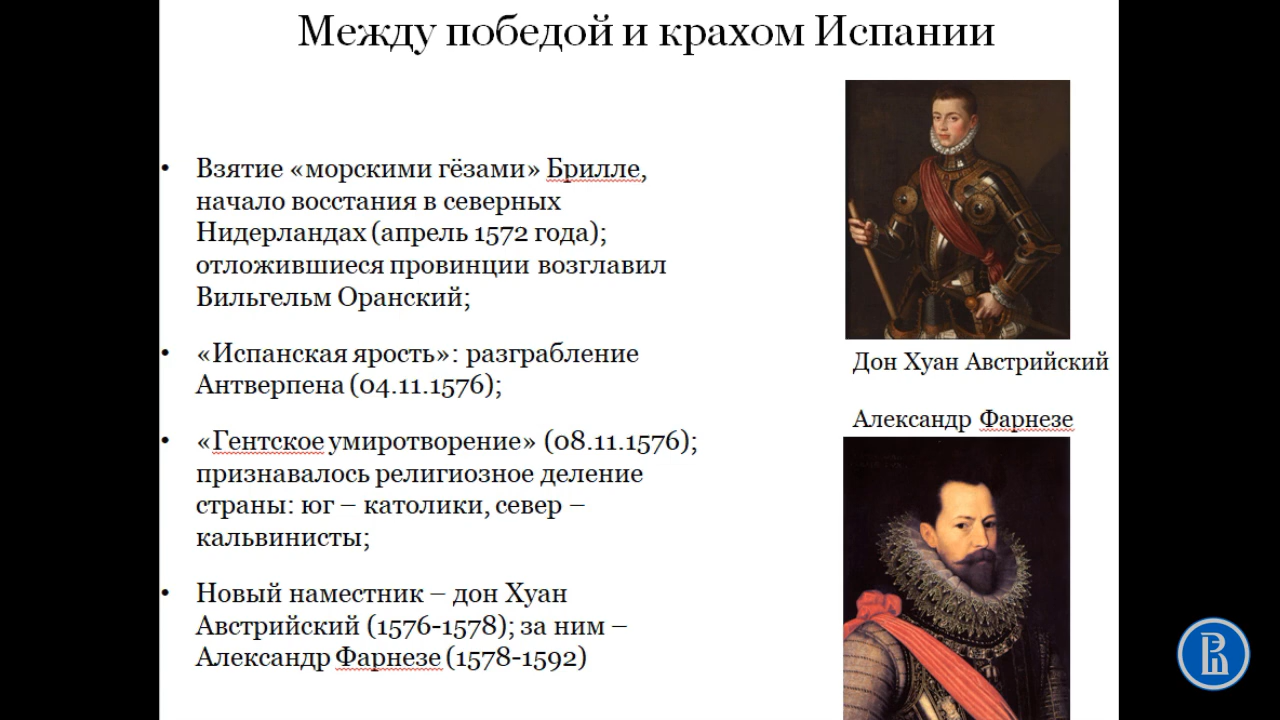 Между победой и крахом Испании
• Взятие «морскими гёзами» Брилле,
начало восстания в северных
Нидерландах (апрель 1572 года);
отложившиеся провинции возглавил
Вильгельм Оранский;
• «Испанская ярость»: разграбление
Антверпена (04.11.1576);
• «Гентское умиротворение» (08.11.1576);
признавалось религиозное деление
страны: юг – католики, север –
кальвинисты;
• Новый наместник – дон Хуан
Австрийский (1576-1578); за ним –
Александр Фарнезе (1578-1592)
Дон Хуан Австрийский
Александр Фарнезе